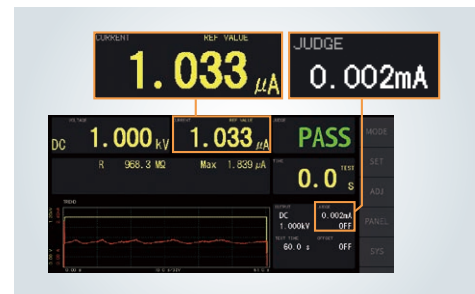 CURRENT REF VALUE
1.033 μA
JUDGE
0.002mA
VOLTAGE
DC 1.000 kV
CURRENT REF VALUE
1.033 μA
PASS
R 968.3 MΩ Max 1.839 μA
TIME
0.0 s
TEST
TREND
OUTPUT
DC
1.000kV
JUDGE
0.002mA
OFF
TEST TIME
60.0 s
OFFSET
OFF
MODE
SET
ADJ
PANEL
SYS